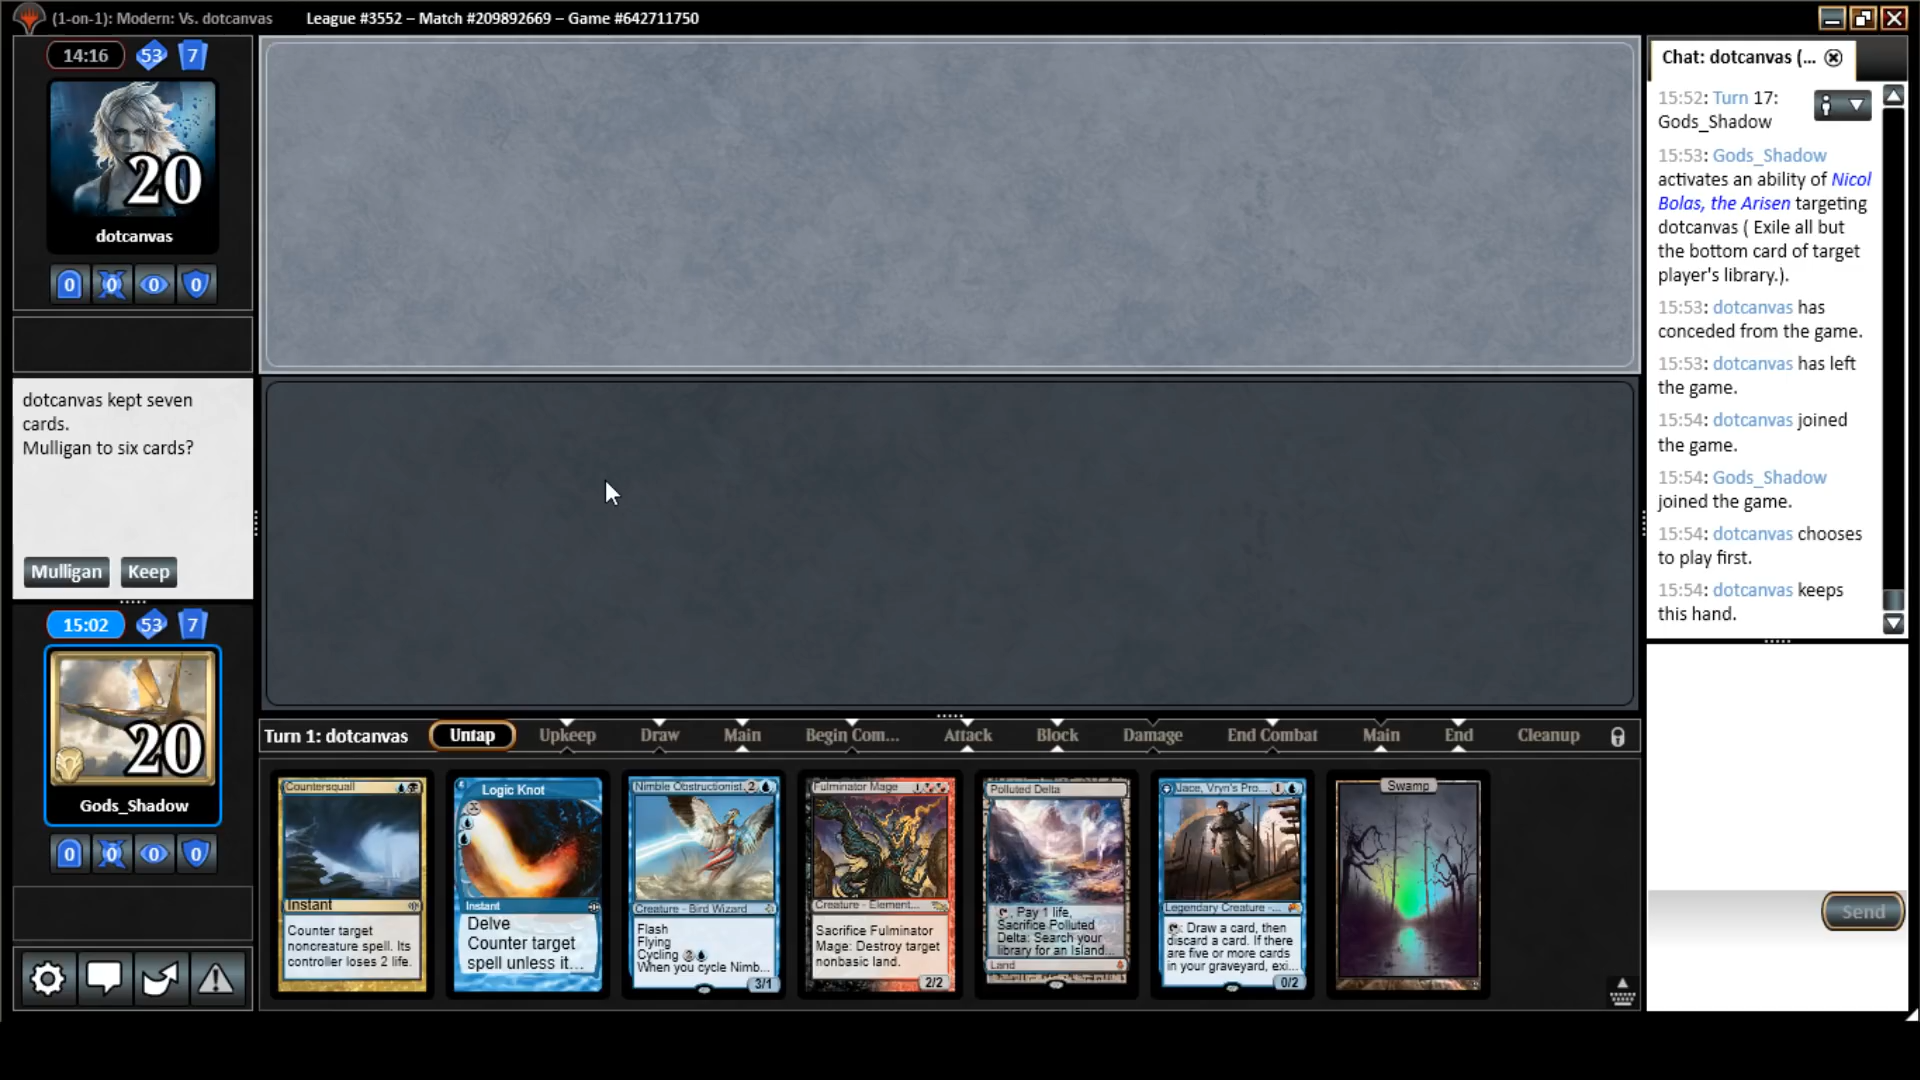 (1-on-1): Modern: Vs. dotcanvas
League #3552 – Match #209892669 – Game #642711750
14:16
53
7
20
dotcanvas
0
0
0
0
dotcanvas kept seven
cards.
Mulligan to six cards?
Mulligan
Keep
15:02
53
7
20
Gods_Shadow
0
0
0
0
Turn 1: dotcanvas
Untap
Upkeep
Draw
Main
Begin Com...
Attack
Block
Damage
End Combat
Main
End
Cleanup
Countersquall
Instant
Counter target
noncreature spell. Its
controller loses 2 life.
Logic Knot
Instant
Delve
Counter target
spell unless it...
Nimble Obstructionist 2
Creature - Bird Wizard
Flash
Flying
Cycling 2
When you cycle Nimb...
3/1
Fulminator Mage 1
Creature - Element...
Sacrifice Fulminator
Mage: Destroy target
nonbasic land.
2/2
Polluted Delta
, Pay 1 life,
Sacrifice Polluted
Delta: Search your
library for an Island...
Land
Jace, Vryn's Pro... 1
Legendary Creature -...
: Draw a card, then
discard a card. If there
are five or more cards
in your graveyard, exi...
0/2
Swamp
Chat: dotcanvas (...
15:52: Turn 17:
Gods_Shadow
15:53: Gods_Shadow
activates an ability of Nicol
Bolas, the Arisen targeting
dotcanvas ( Exile all but
the bottom card of target
player's library.).
15:53: dotcanvas has
conceded from the game.
15:53: dotcanvas has left
the game.
15:54: dotcanvas joined
the game.
15:54: Gods_Shadow
joined the game.
15:54: dotcanvas chooses
to play first.
15:54: dotcanvas keeps
this hand.
Send